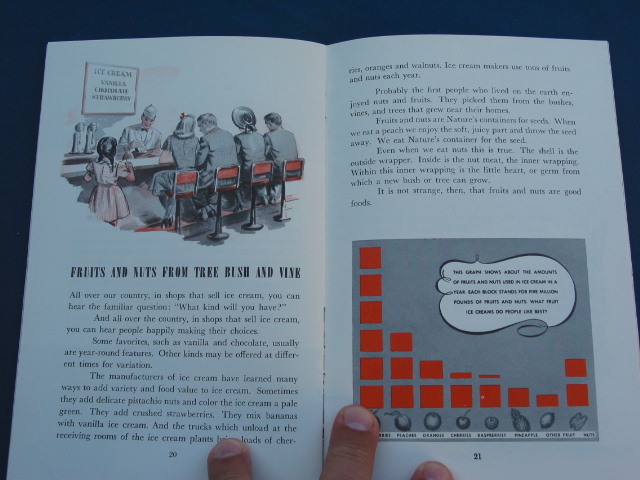 ICE CREAM
VANILLA
CHOCOLATE
STRAWBERRY
FRUITS AND NUTS FROM TREE BUSH AND VINE
All over our country, in shops that sell ice cream, you can
hear the familiar question: "What kind will you have?"
And all over the country, in shops that sell ice cream,
you can hear people happily making their choices.
Some favorites, such as vanilla and chocolate, usually
are year-round features. Other kinds may be offered at differ-
ent times for variation.
The manufacturers of ice cream have learned many
ways to add variety and food value to ice cream. Sometimes
they add delicate pistachio nuts and color the ice cream a pale
green. They add crushed strawberries. They mix bananas
with vanilla ice cream. And the trucks which unload at the
receiving rooms of the ice cream plants bring loads of cher-
20
ries, oranges and walnuts. Ice cream makers use tons of fruits
and nuts each year.
Probably the first people who lived on the earth en-
joyed nuts and fruits. They picked them from the bushes,
vines, and trees that grew near their homes.
Fruits and nuts are Nature's containers for seeds. When
we eat a peach we enjoy the soft, juicy part and throw the seed
away. We eat Nature's container for the seed.
Even when we eat nuts this is true. The shell is the
outside wrapper. Inside is the nut meat, the inner wrapping.
Within this inner wrapping is the little heart, or germ from
which a new bush or tree can grow.
It is not strange, then, that fruits and nuts are good
foods.
THIS GRAPH SHOWS ABOUT THE AMOUNTS
OF FRUITS AND NUTS USED IN ICE CREAM IN A
YEAR. EACH BLOCK STANDS FOR FIVE MILLION
POUNDS OF FRUITS AND NUTS. WHAT FRUIT
ICE CREAMS DO PEOPLE LIKE BEST?
RIES PEACHES ORANGES CHERRIES RASPBERRIES PINEAPPLE OTHER FRUIT NUTS
21